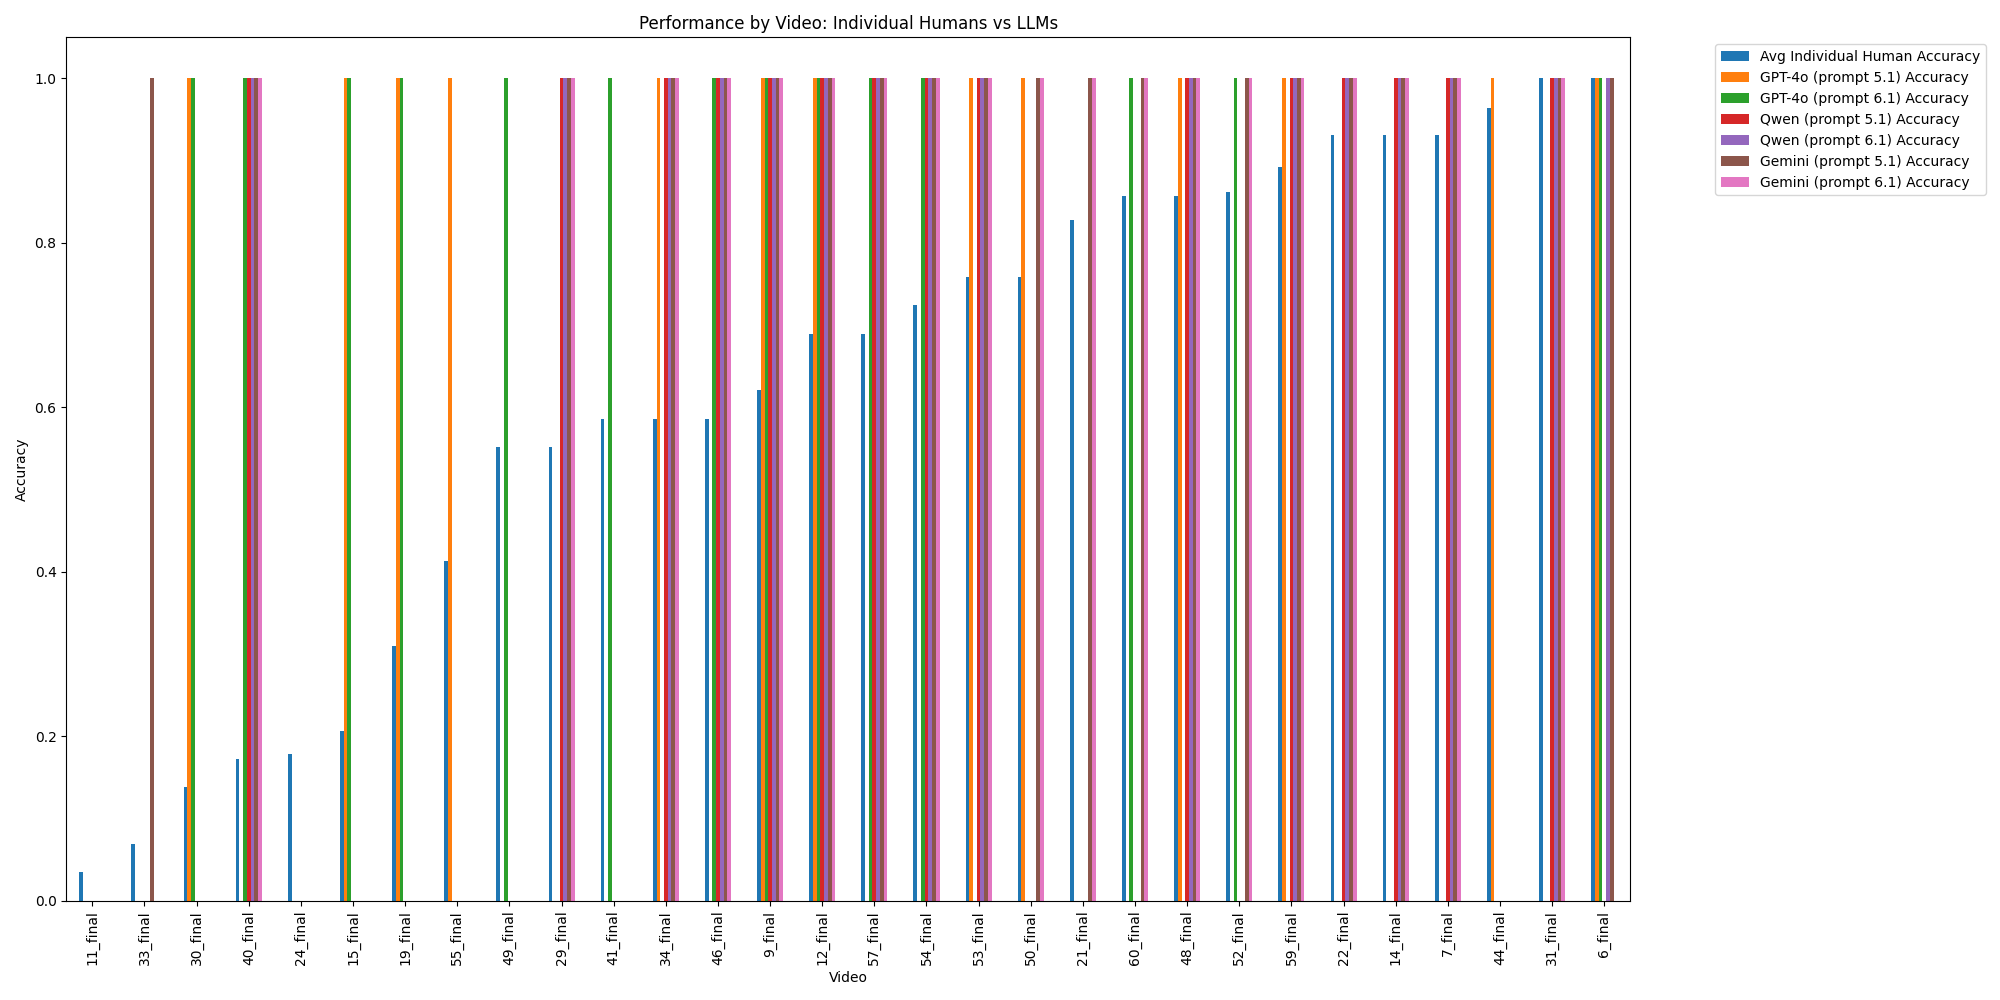 Performance by Video: Individual Humans vs LLMs
Avg Individual Human Accuracy
GPT-4o (prompt 5.1) Accuracy
GPT-4o (prompt 6.1) Accuracy
Qwen (prompt 5.1) Accuracy
Qwen (prompt 6.1) Accuracy
Gemini (prompt 5.1) Accuracy
Gemini (prompt 6.1) Accuracy
Accuracy
1.0
0.8
0.6
0.4
0.2
0.0
11_final
33_final
30_final
40_final
24_final
15_final
19_final
55_final
49_final
29_final
41_final
34_final
46_final
9_final
12_final
57_final
54_final
53_final
50_final
21_final
60_final
48_final
52_final
59_final
22_final
14_final
7_final
44_final
31_final
6_final
Video